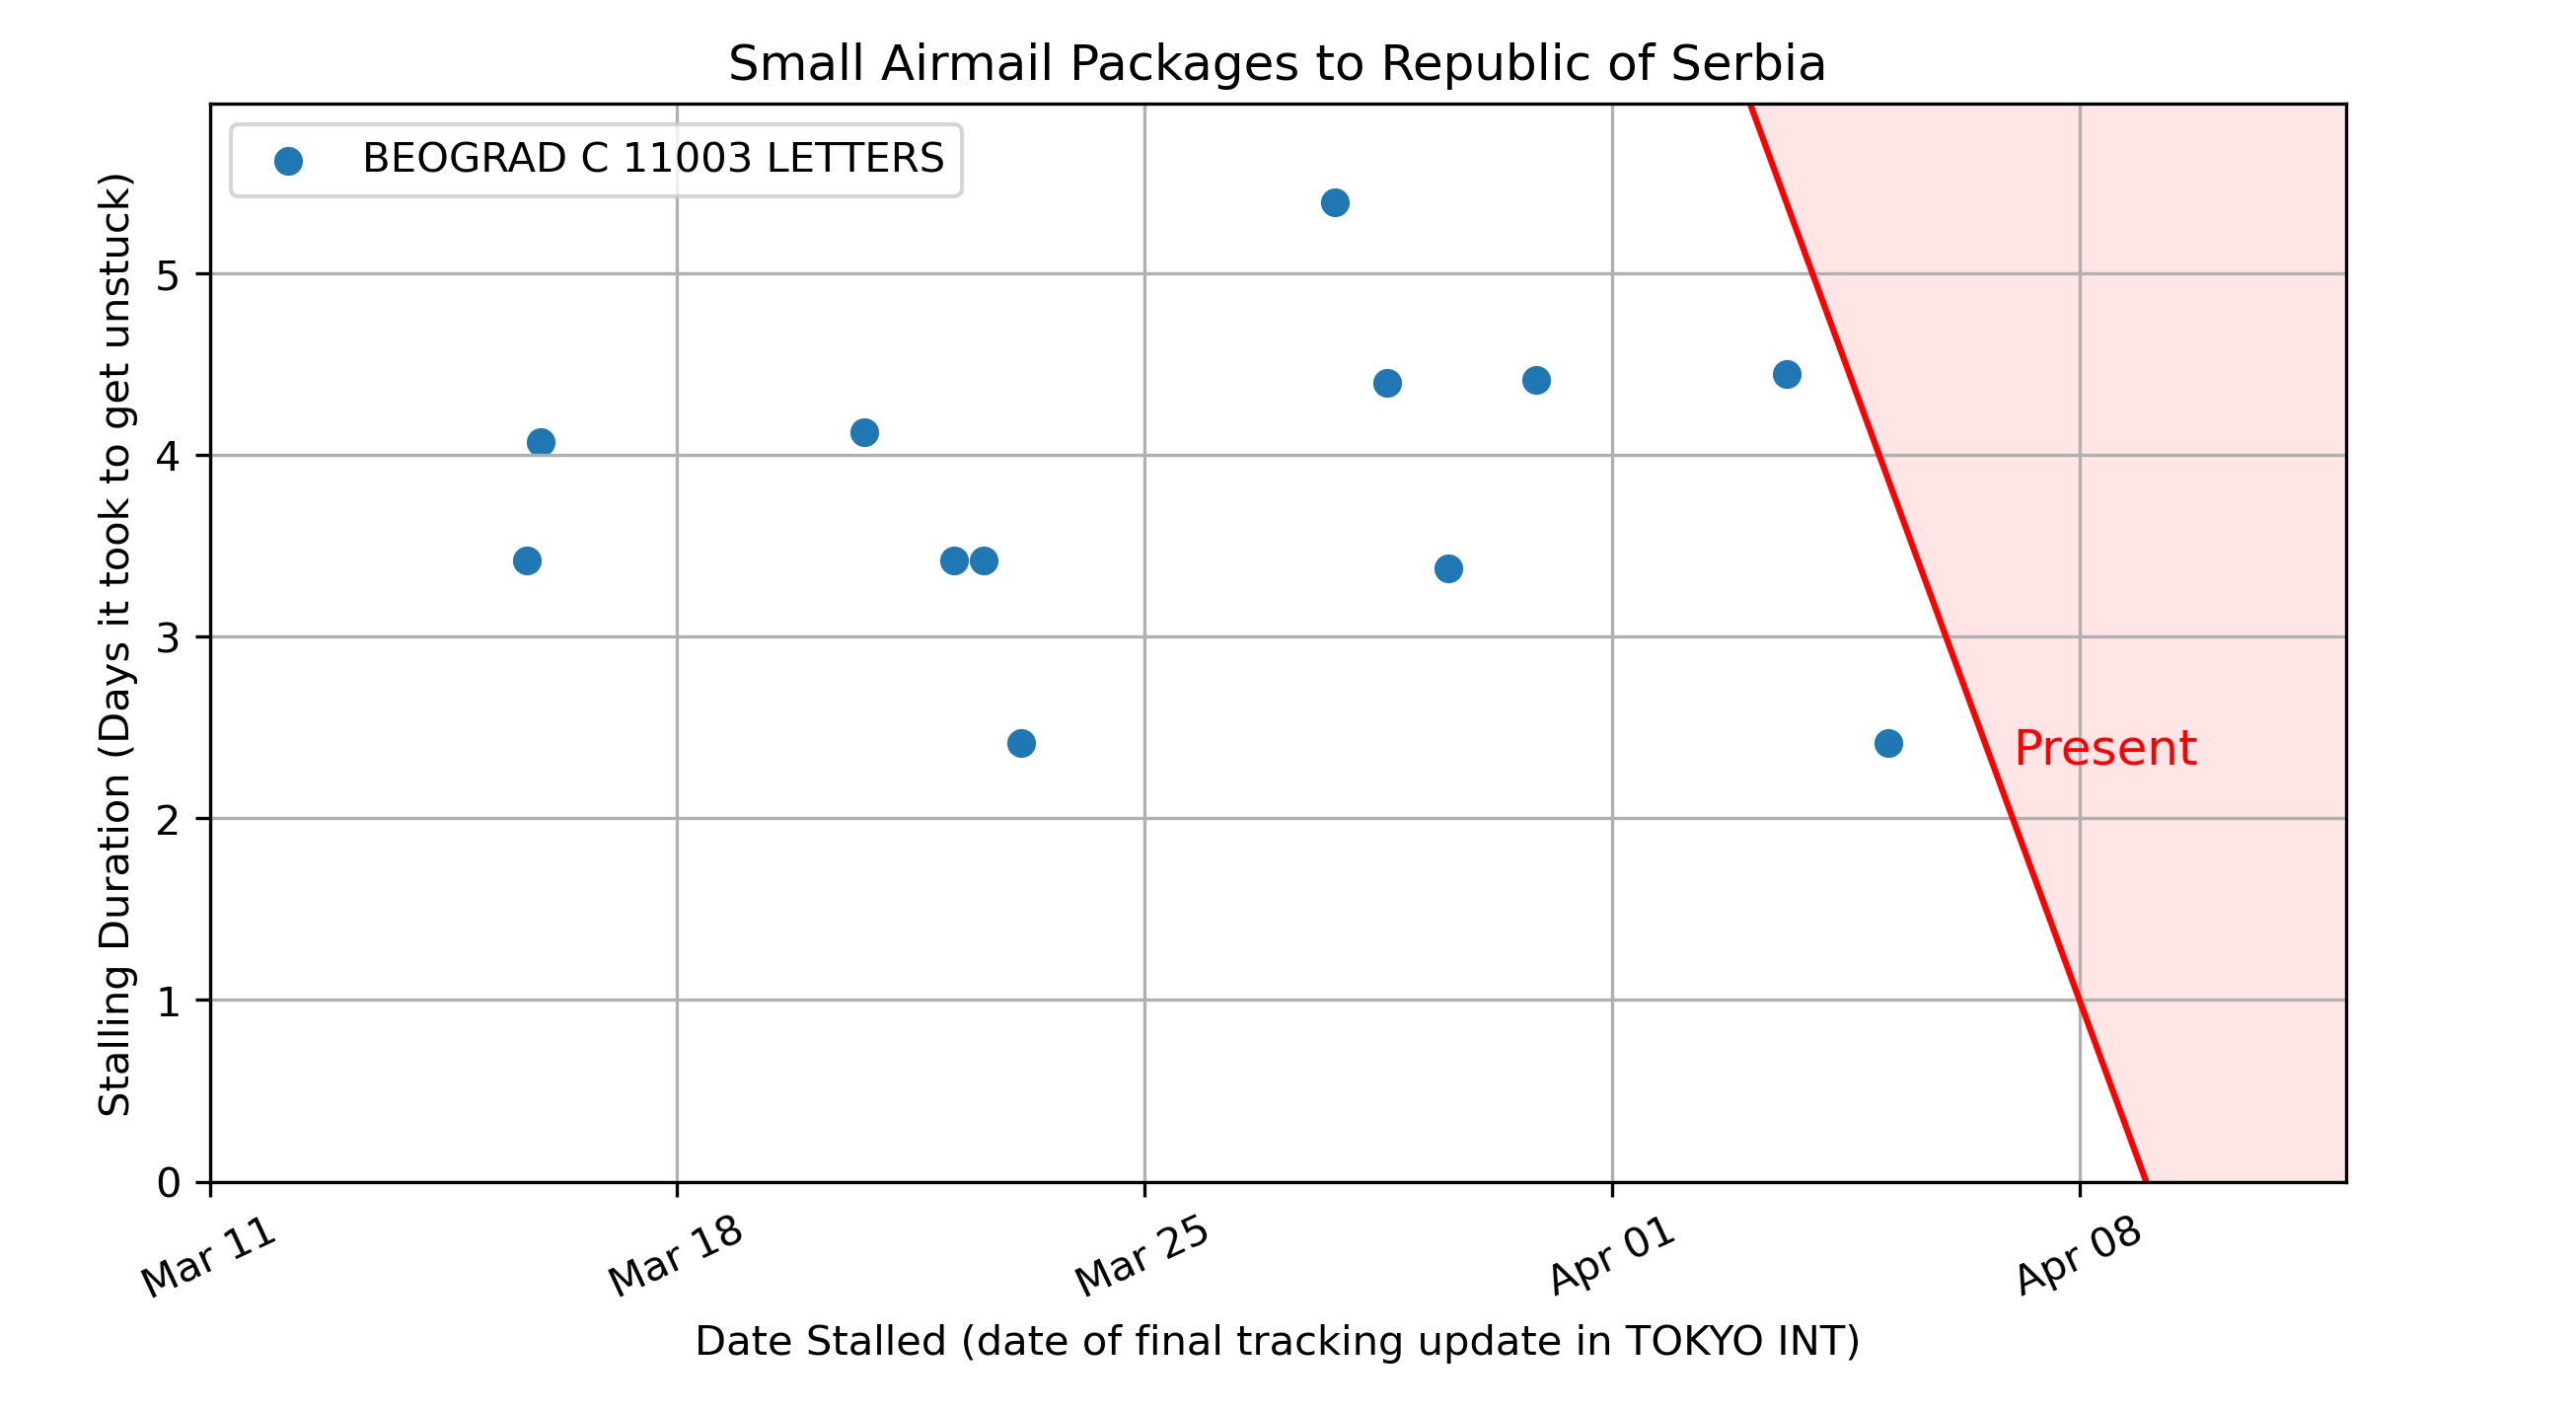 Small Airmail Packages to Republic of Serbia
BEOGRAD C 11003 LETTERS
Stalling Duration (Days it took to get unstuck)
5
4
3
2
1
0
Present
Mar 11
Mar 18
Mar 25
Apr 01
Apr 08
Date Stalled (date of final tracking update in TOKYO INT)